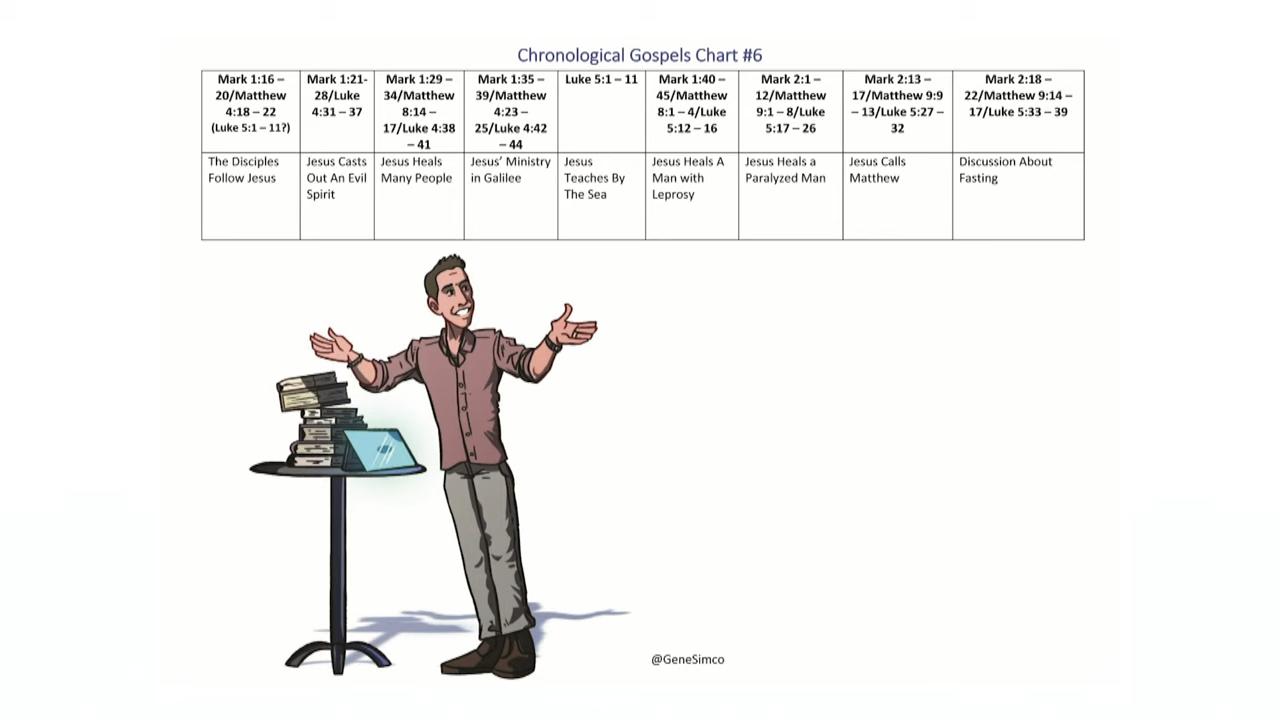 Chronological Gospels Chart #6
Mark 1:16 –
20/Matthew
4:18 – 22
(Luke 5:1 – 11?)
Mark 1:21-
28/Luke
4:31 – 37
Mark 1:29 –
34/Matthew
8:14 –
17/Luke 4:38
– 41
Mark 1:35 –
39/Matthew
4:23 –
25/Luke 4:42
– 44
Luke 5:1 – 11
Mark 1:40 –
45/Matthew
8:1 – 4/Luke
5:12 – 16
Mark 2:1 –
12/Matthew
9:1 – 8/Luke
5:17 – 26
Mark 2:13 –
17/Matthew 9:9
– 13/Luke 5:27 –
32
Mark 2:18 –
22/Matthew 9:14 –
17/Luke 5:33 – 39
The Disciples
Follow Jesus
Jesus Casts
Out An Evil
Spirit
Jesus Heals
Many People
Jesus’ Ministry
in Galilee
Jesus
Teaches By
The Sea
Jesus Heals A
Man with
Leprosy
Jesus Heals a
Paralyzed Man
Jesus Calls
Matthew
Discussion About
Fasting
@GeneSimco